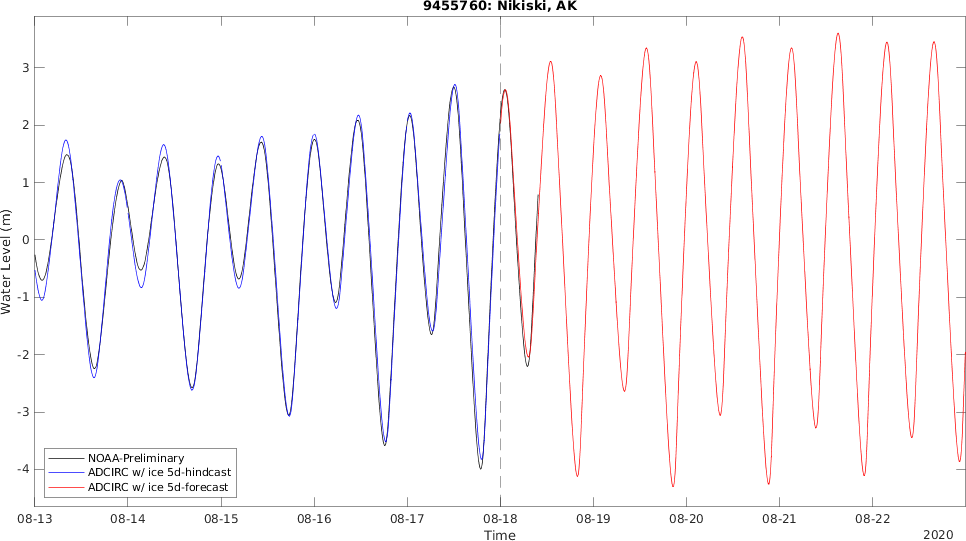 9455760: Nikiski, AK
Water Level (m)
3
2
1
0
-1
-2
-3
-4
NOAA-Preliminary
ADCIRC w/ ice 5d-hindcast
ADCIRC w/ ice 5d-forecast
08-13 08-14 08-15 08-16 08-17 08-18 08-19 08-20 08-21 08-22
Time
2020